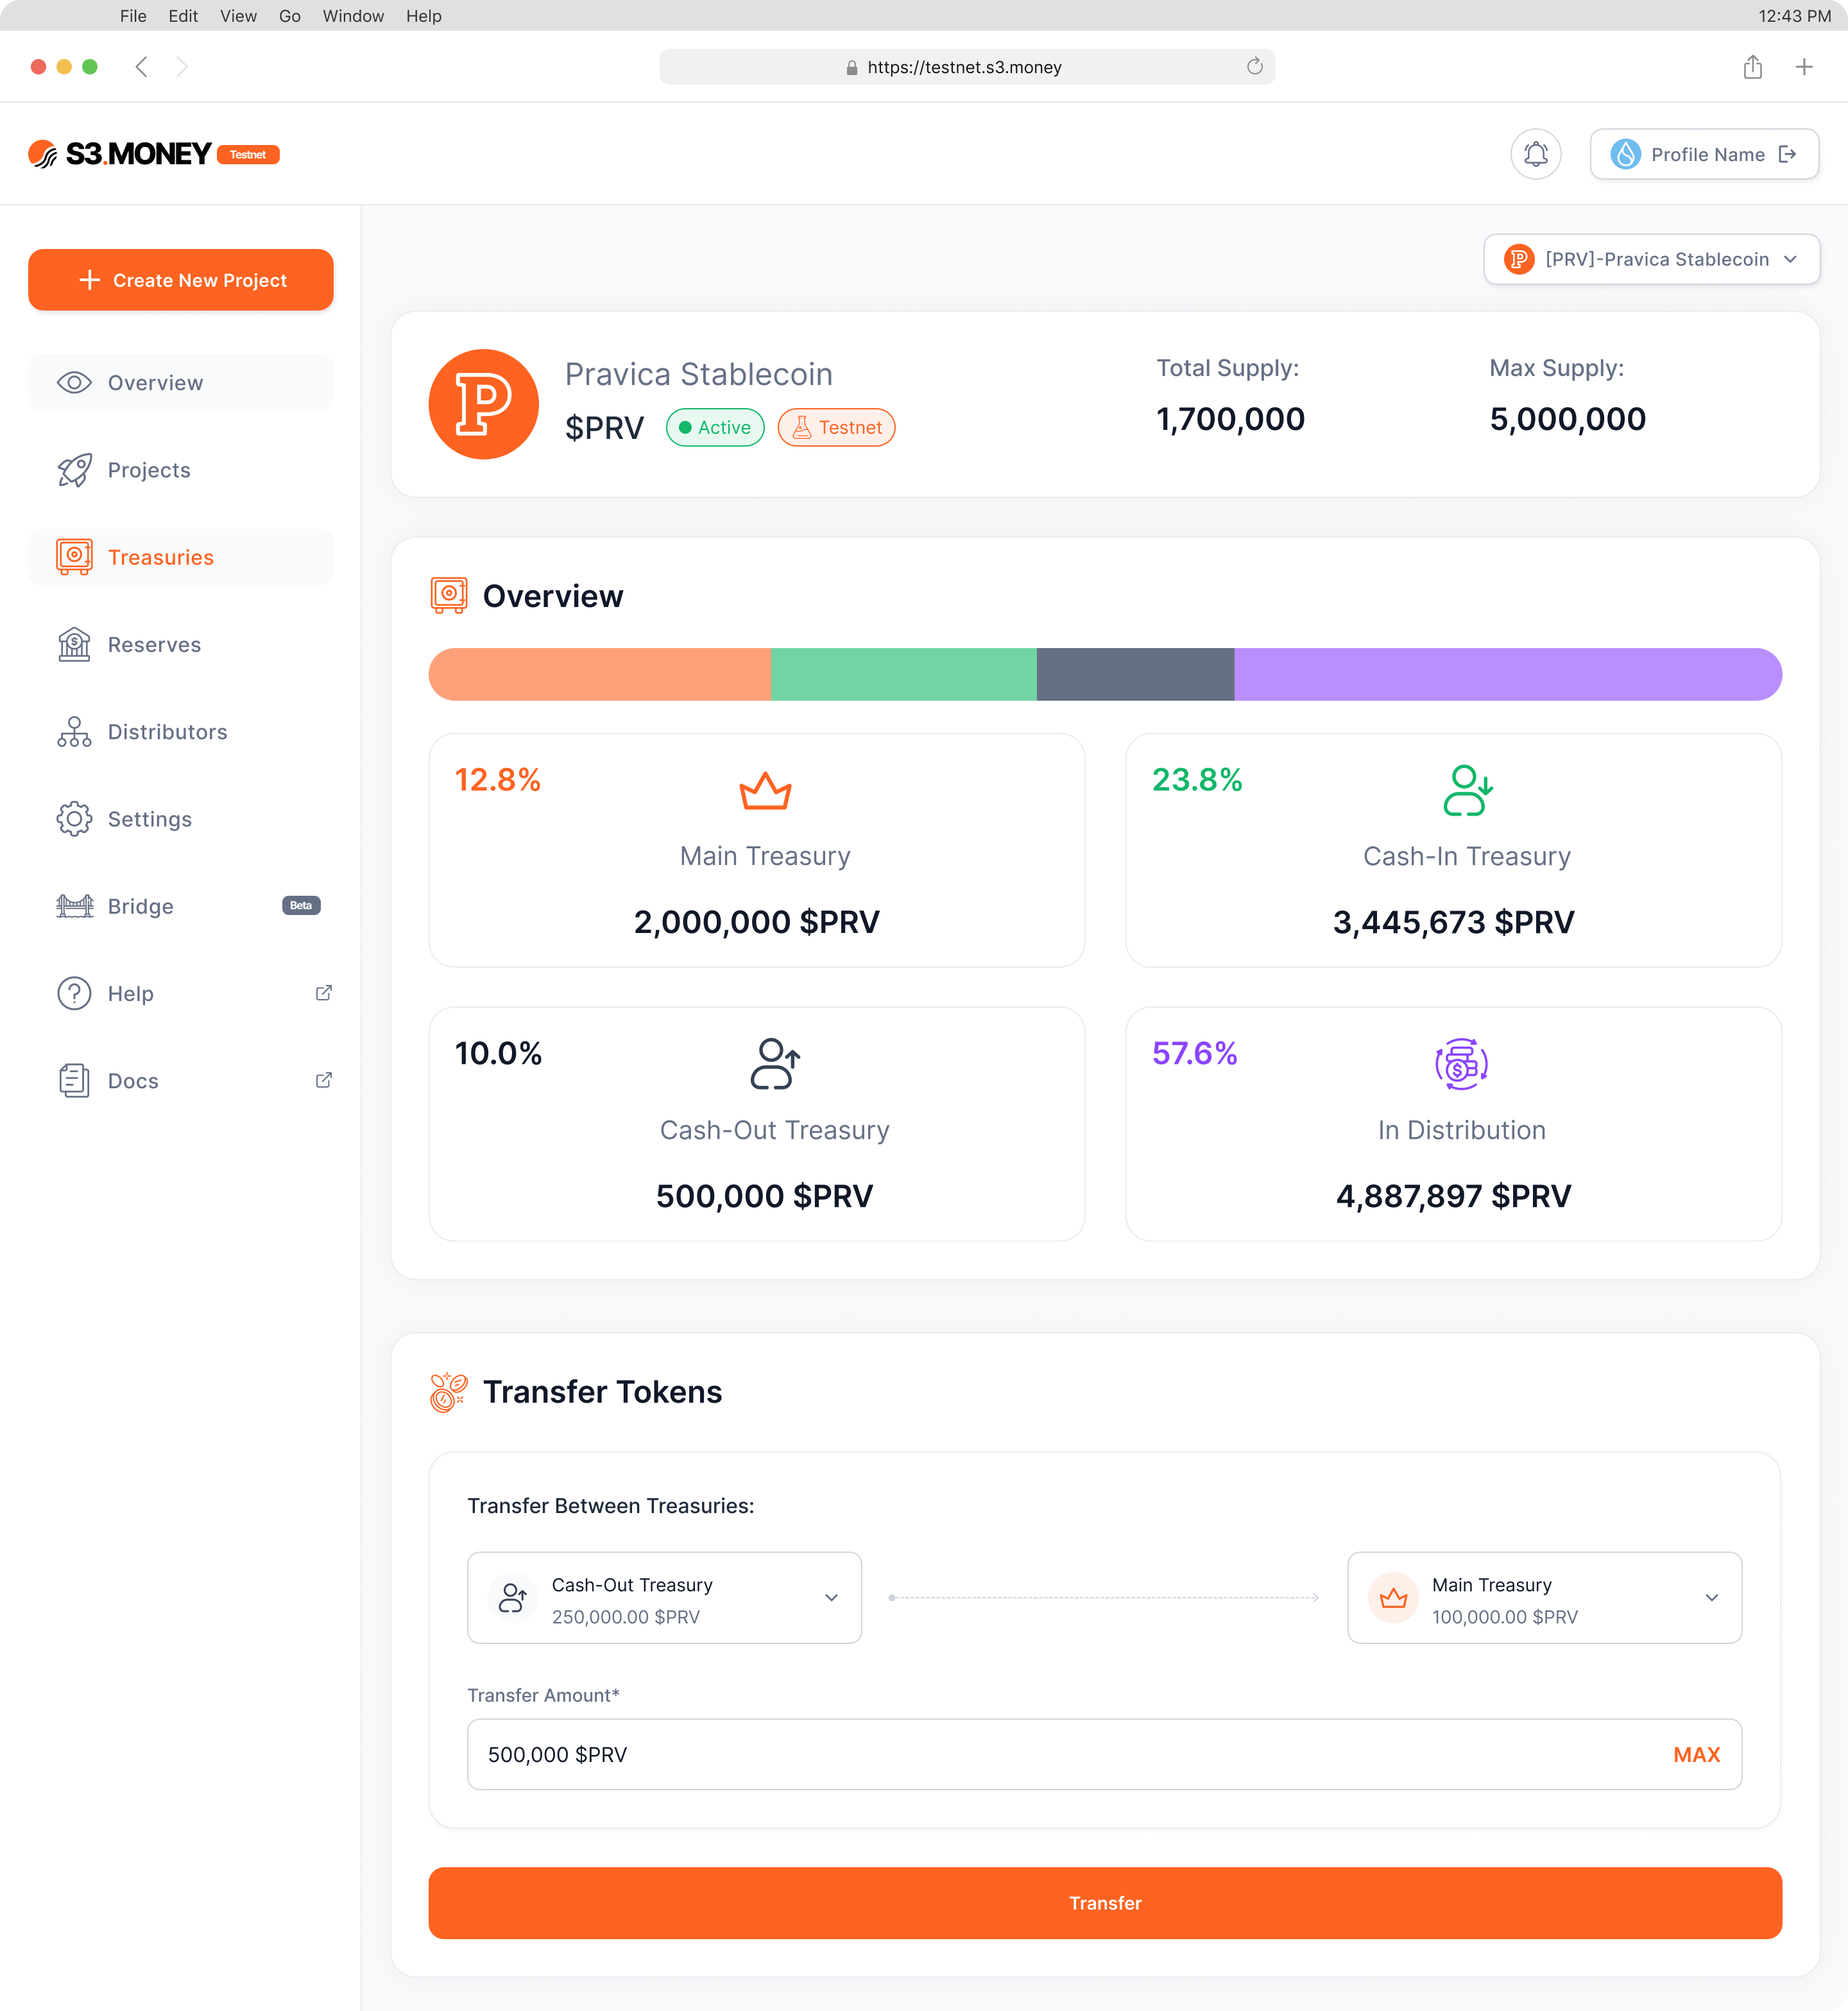 File Edit View Go Window Help 12:43 PM
https://testnet.s3.money
S3.MONEY Testnet
Profile Name
Create New Project
[PRV]-Pravica Stablecoin
Overview
Projects
Treasuries
Reserves
Distributors
Settings
Bridge Beta
Help
Docs
Pravica Stablecoin
$PRV Active Testnet
Total Supply:
1,700,000
Max Supply:
5,000,000
Overview
12.8%
Main Treasury
2,000,000 $PRV
23.8%
Cash-In Treasury
3,445,673 $PRV
10.0%
Cash-Out Treasury
500,000 $PRV
57.6%
In Distribution
4,887,897 $PRV
Transfer Tokens
Transfer Between Treasuries:
Cash-Out Treasury
250,000.00 $PRV
Main Treasury
100,000.00 $PRV
Transfer Amount*
500,000 $PRV MAX
Transfer